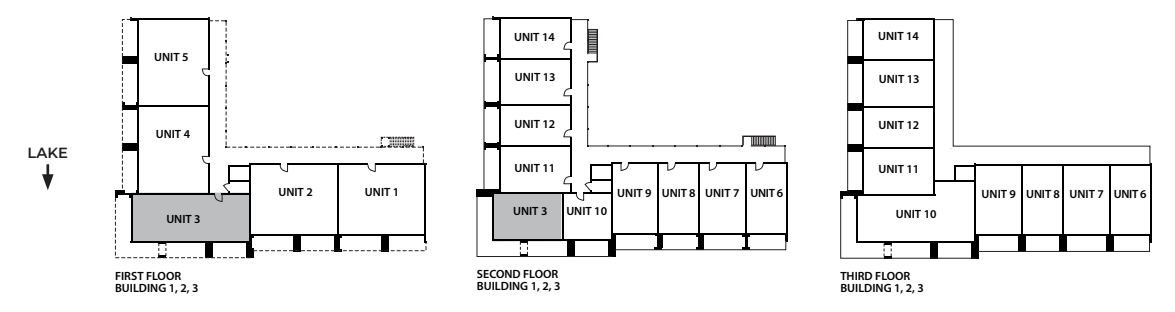 LAKE
UNIT 5
UNIT 4
UNIT 3
UNIT 2
UNIT 1
FIRST FLOOR
BUILDING 1, 2, 3
UNIT 14
UNIT 13
UNIT 12
UNIT 11
UNIT 3
UNIT 10
UNIT 9
UNIT 8
UNIT 7
UNIT 6
SECOND FLOOR
BUILDING 1, 2, 3
UNIT 14
UNIT 13
UNIT 12
UNIT 11
UNIT 10
UNIT 9
UNIT 8
UNIT 7
UNIT 6
THIRD FLOOR
BUILDING 1, 2, 3